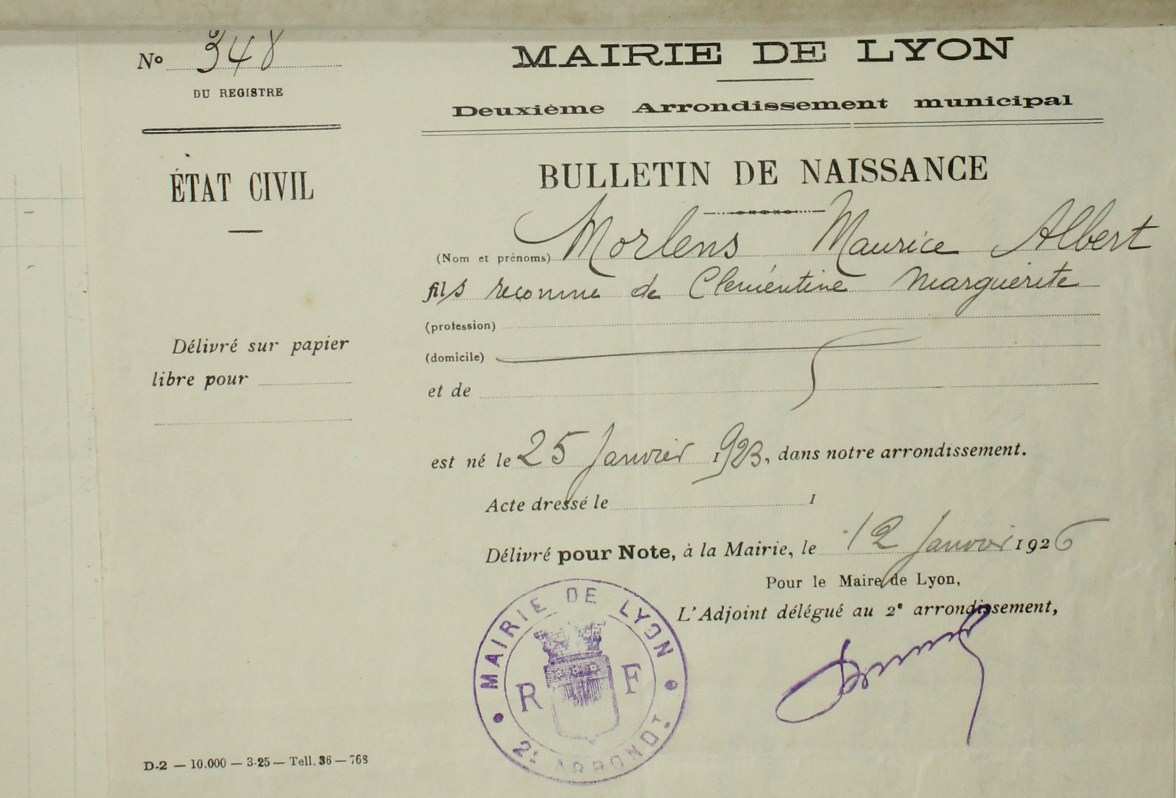 No 348
DU REGISTRE
ÉTAT CIVIL
Délivré sur papier
libre pour
MAIRIE DE LYON
Deuxième Arrondissement municipal
BULLETIN DE NAISSANCE
(Nom et prénoms) Morlens Maurice Albert
fils reconnu de Clémentine Marguerite
(profession)
(domicile)
et de
est né le 25 Janvier 1923, dans notre arrondissement.
Acte dressé le 1
Délivré pour Note, à la Mairie, le 12 Janvier 1926
Pour le Maire de Lyon,
L'Adjoint délégué au 2e arrondissement,
MAIRIE DE LYON
R F
2e ARRONDT
D-2 — 10.000 — 3-25 — Tell. 36 — 768